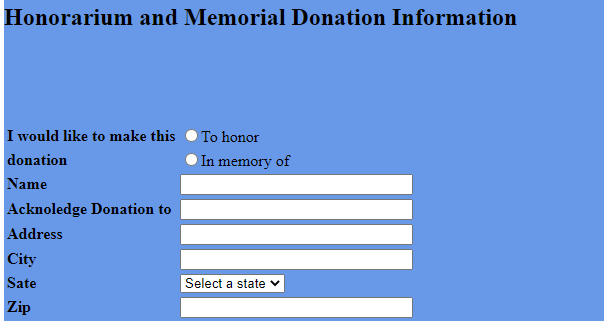 Honorarium and Memorial Donation Information
I would like to make this To honor
donation In memory of
Name
Acknoledge Donation to
Address
City
Sate Select a state
Zip